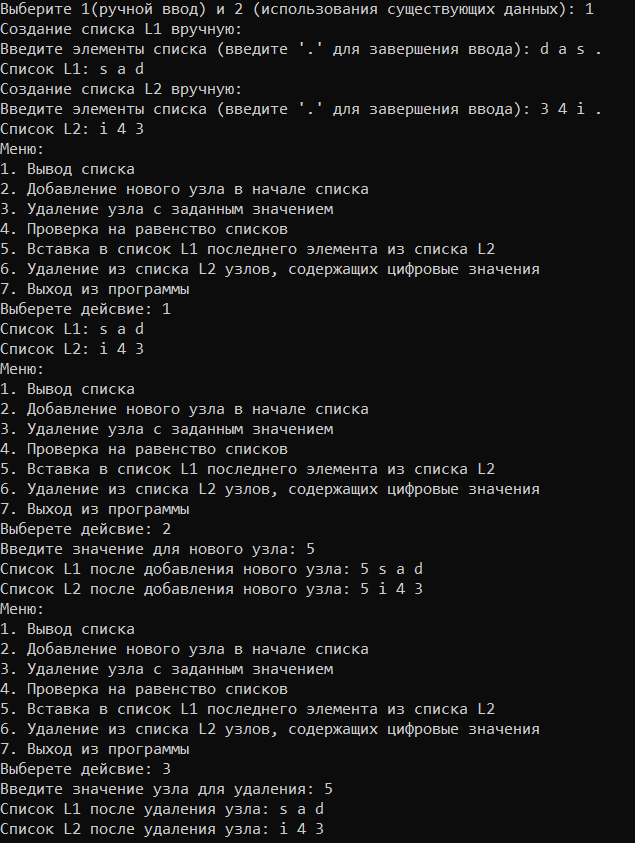 Выберите 1(ручной ввод) и 2 (использования существующих данных): 1
Создание списка L1 вручную:
Введите элементы списка (введите '.' для завершения ввода): d a s .
Список L1: s a d
Создание списка L2 вручную:
Введите элементы списка (введите '.' для завершения ввода): 3 4 i .
Список L2: i 4 3
Меню:
1. Вывод списка
2. Добавление нового узла в начале списка
3. Удаление узла с заданным значением
4. Проверка на равенство списков
5. Вставка в список L1 последнего элемента из списка L2
6. Удаление из списка L2 узлов, содержащих цифровые значения
7. Выход из программы
Выберете дейсвие: 1
Список L1: s a d
Список L2: i 4 3
Меню:
1. Вывод списка
2. Добавление нового узла в начале списка
3. Удаление узла с заданным значением
4. Проверка на равенство списков
5. Вставка в список L1 последнего элемента из списка L2
6. Удаление из списка L2 узлов, содержащих цифровые значения
7. Выход из программы
Выберете дейсвие: 2
Введите значение для нового узла: 5
Список L1 после добавления нового узла: 5 s a d
Список L2 после добавления нового узла: 5 i 4 3
Меню:
1. Вывод списка
2. Добавление нового узла в начале списка
3. Удаление узла с заданным значением
4. Проверка на равенство списков
5. Вставка в список L1 последнего элемента из списка L2
6. Удаление из списка L2 узлов, содержащих цифровые значения
7. Выход из программы
Выберете дейсвие: 3
Введите значение узла для удаления: 5
Список L1 после удаления узла: s a d
Список L2 после удаления узла: i 4 3